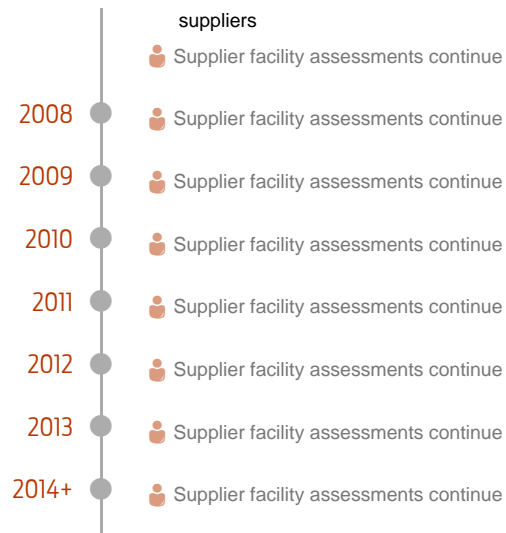 suppliers
Supplier facility assessments continue
2008 Supplier facility assessments continue
2009 Supplier facility assessments continue
2010 Supplier facility assessments continue
2011 Supplier facility assessments continue
2012 Supplier facility assessments continue
2013 Supplier facility assessments continue
2014+ Supplier facility assessments continue